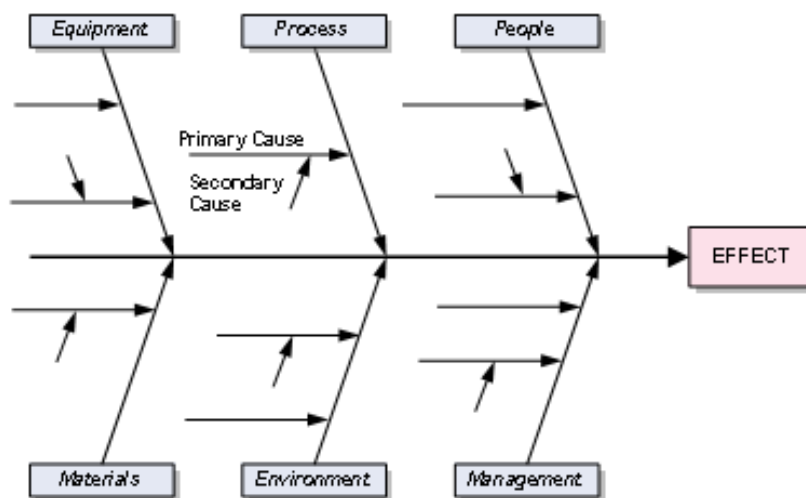 Equipment
Process
People
Primary Cause
Secondary
Cause
EFFECT
Materials
Environment
Management